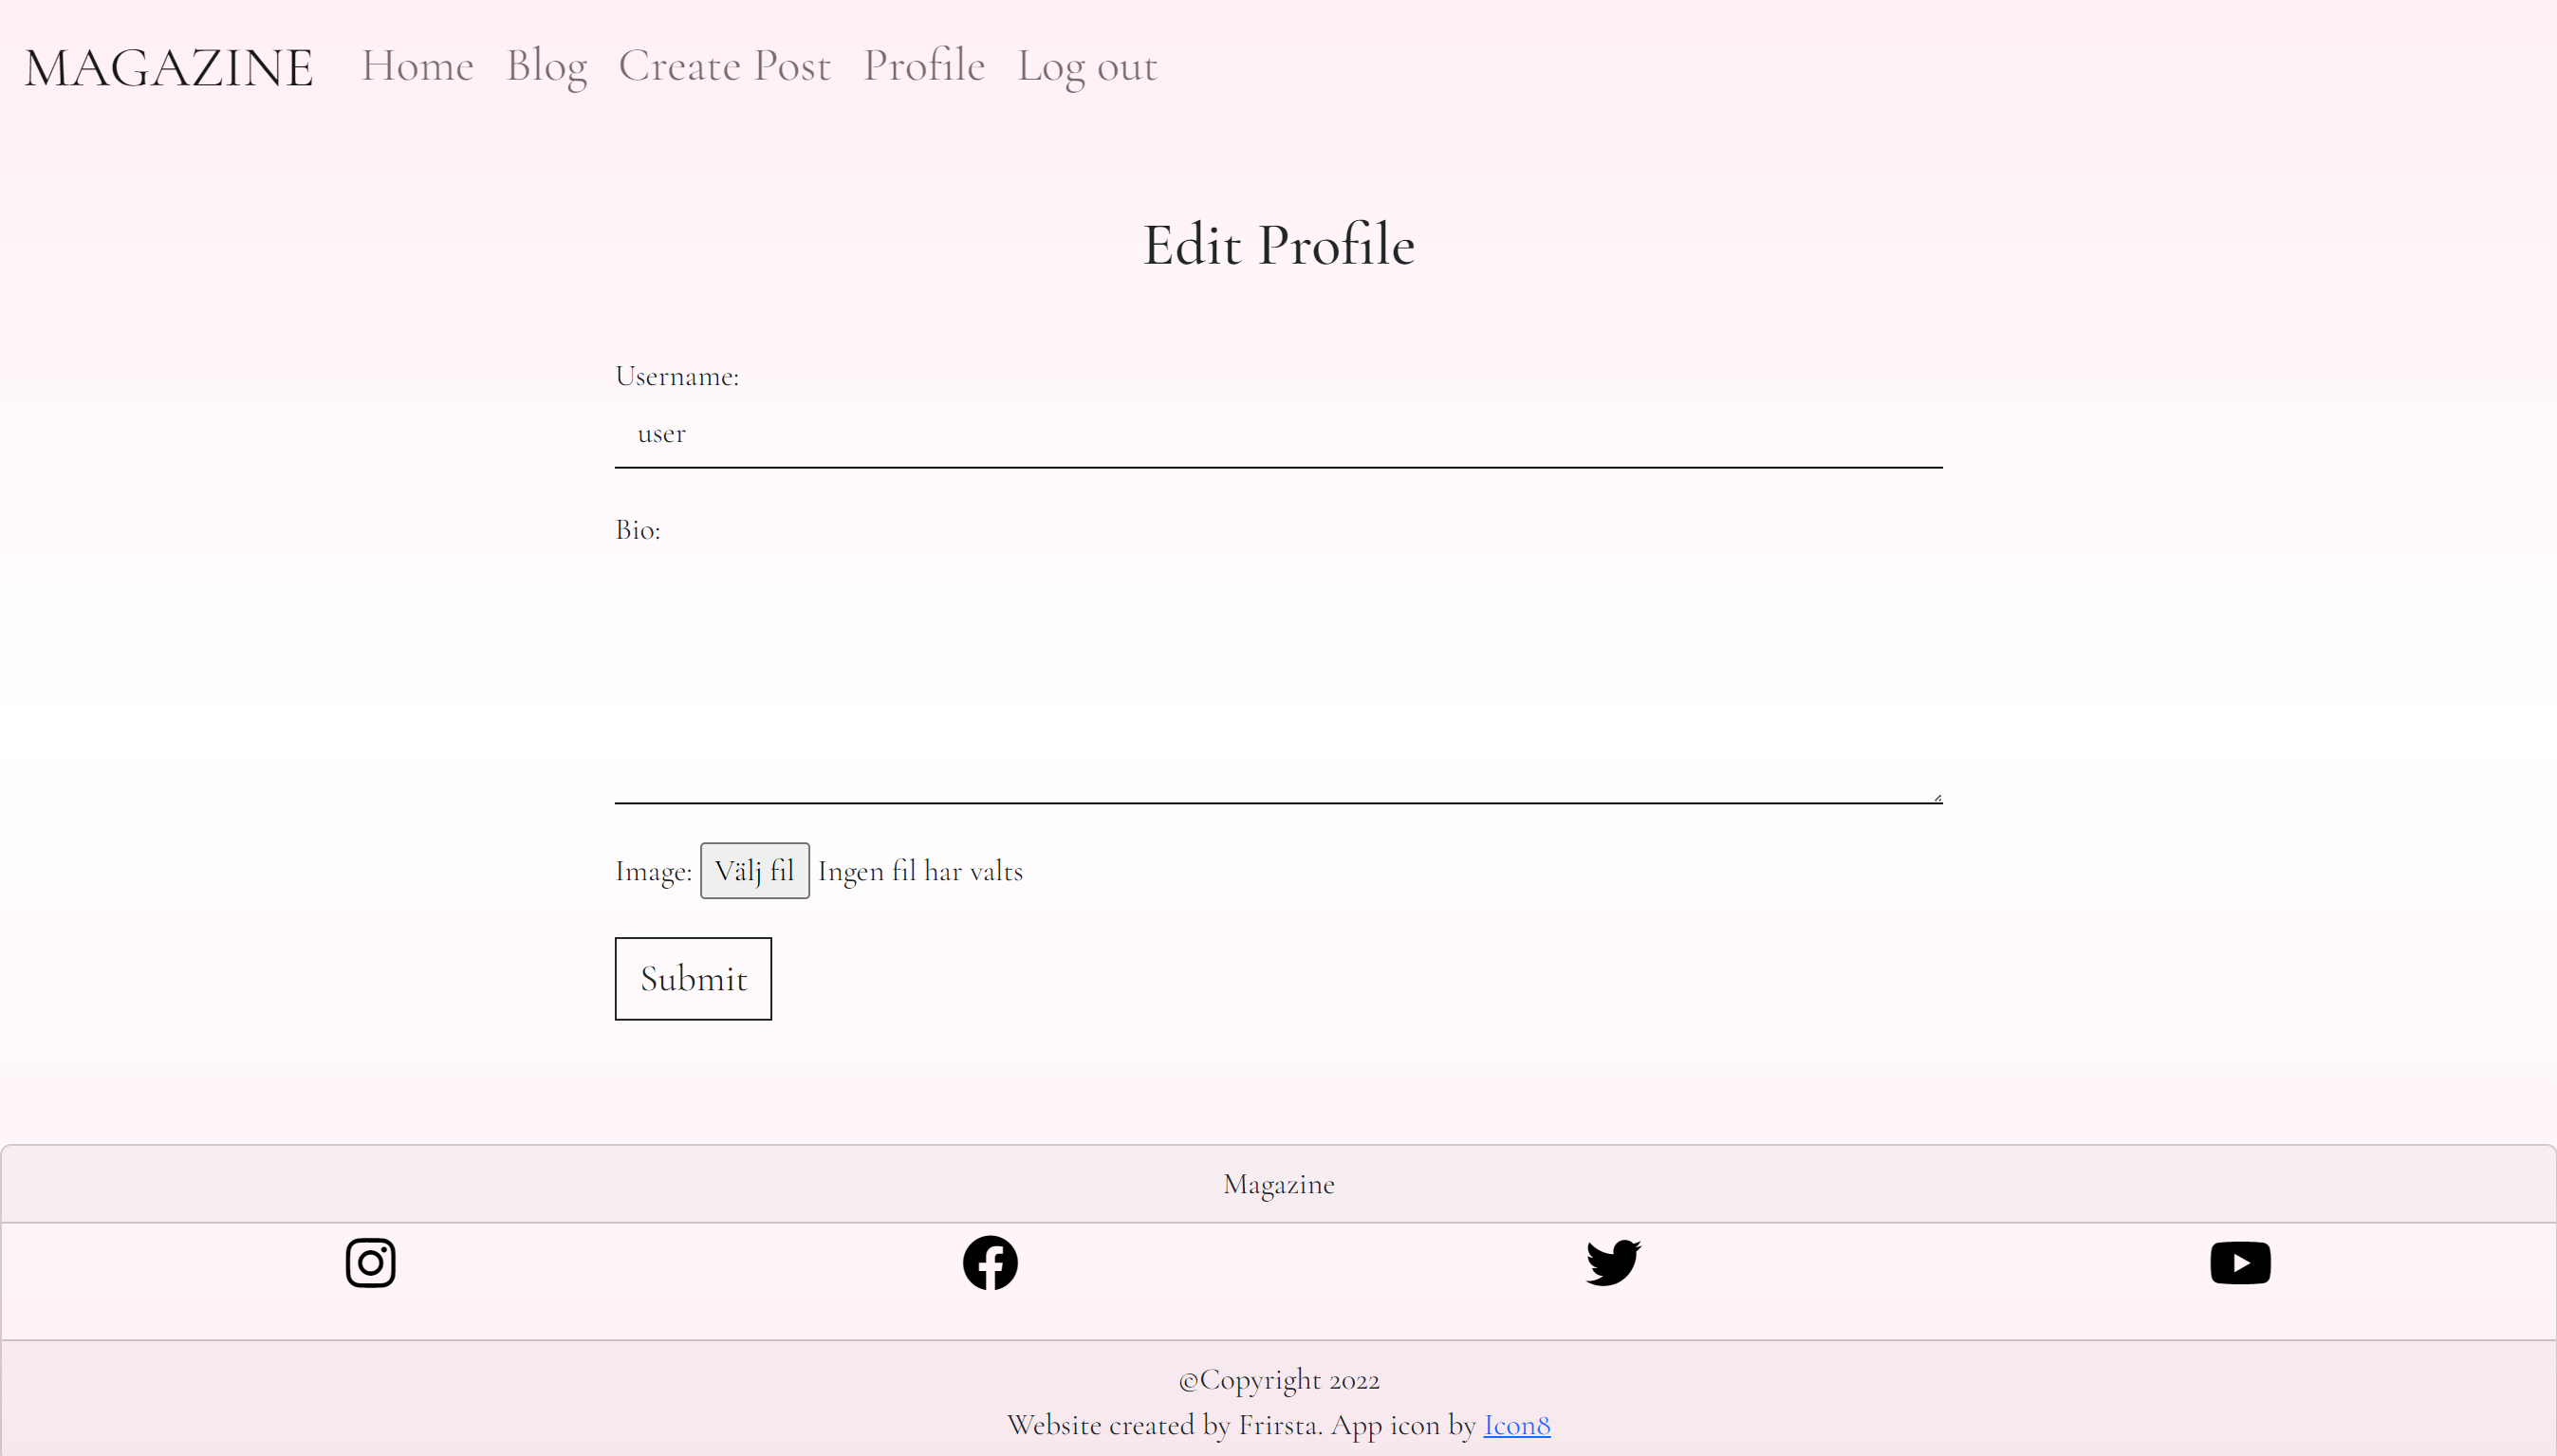 MAGAZINE Home Blog Create Post Profile Log out
Edit Profile
Username:
user
Bio:
Image: Välj fil Ingen fil har valts
Submit
Magazine
©Copyright 2022
Website created by Frirsta. App icon by Icon8